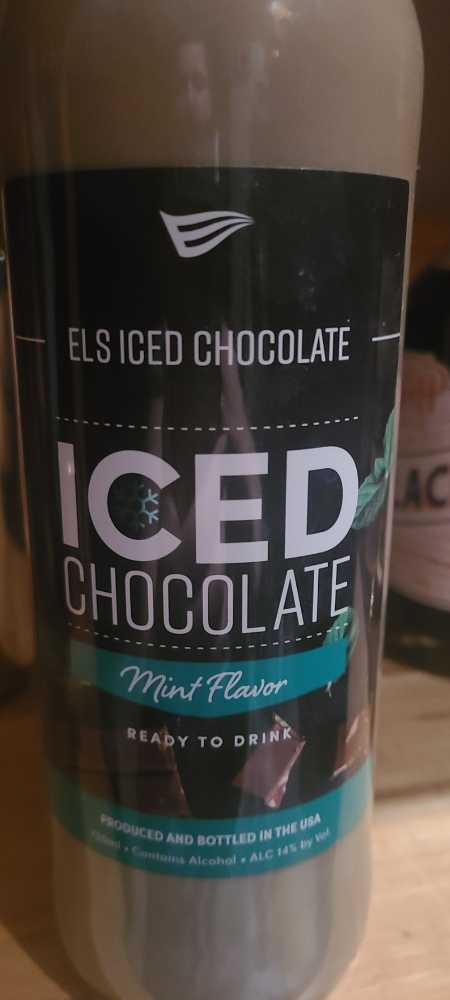 ELS ICED CHOCOLATE
ICED
CHOCOLATE
Mint Flavor
READY TO DRINK
PRODUCED AND BOTTLED IN THE USA
750ml • Contains Alcohol • ALC 14% by Vol.